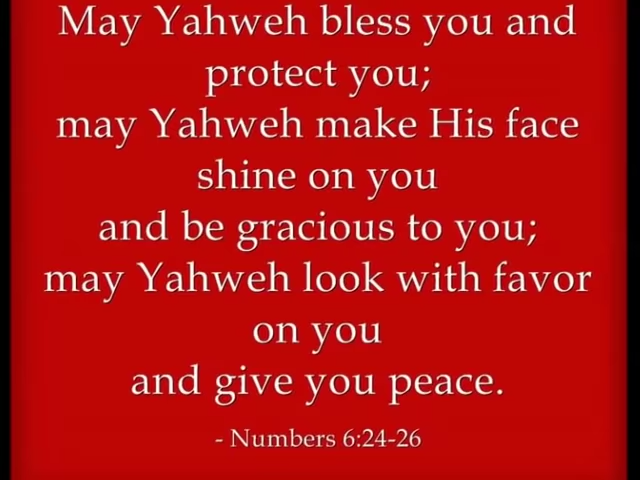 May Yahweh bless you and
protect you;
may Yahweh make His face
shine on you
and be gracious to you;
may Yahweh look with favor
on you
and give you peace.
- Numbers 6:24-26